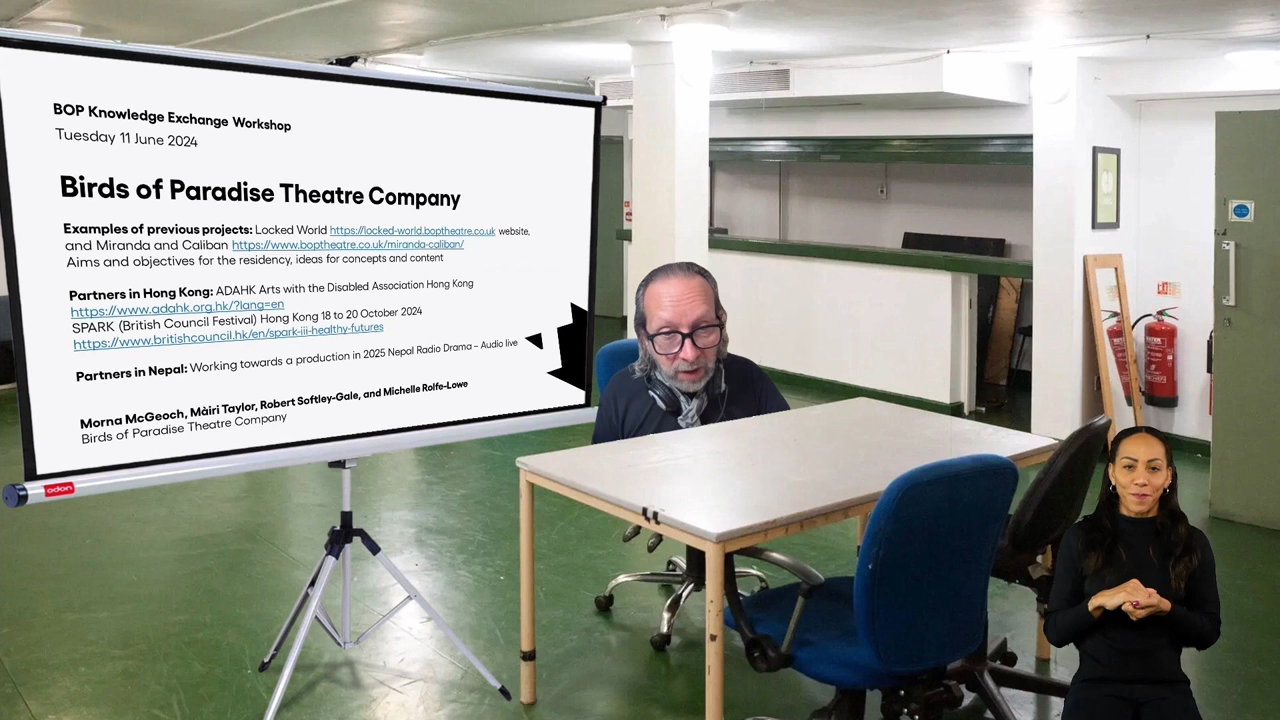 BOP Knowledge Exchange Workshop
Tuesday 11 June 2024
Birds of Paradise Theatre Company
Examples of previous projects: Locked World https://locked-world.boptheatre.co.uk website,
and Miranda and Caliban https://www.boptheatre.co.uk/miranda-caliban/
Aims and objectives for the residency, ideas for concepts and content
Partners in Hong Kong: ADAHK Arts with the Disabled Association Hong Kong
https://www.adahk.org.hk/?lang=en
SPARK (British Council Festival) Hong Kong 18 to 20 October 2024
https://www.britishcouncil.hk/en/spark-iii-healthy-futures
Partners in Nepal: Working towards a production in 2025 Nepal Radio Drama – Audio live
Morna McGeoch, Màiri Taylor, Robert Softley-Gale, and Michelle Rolfe-Lowe
Birds of Paradise Theatre Company
odon